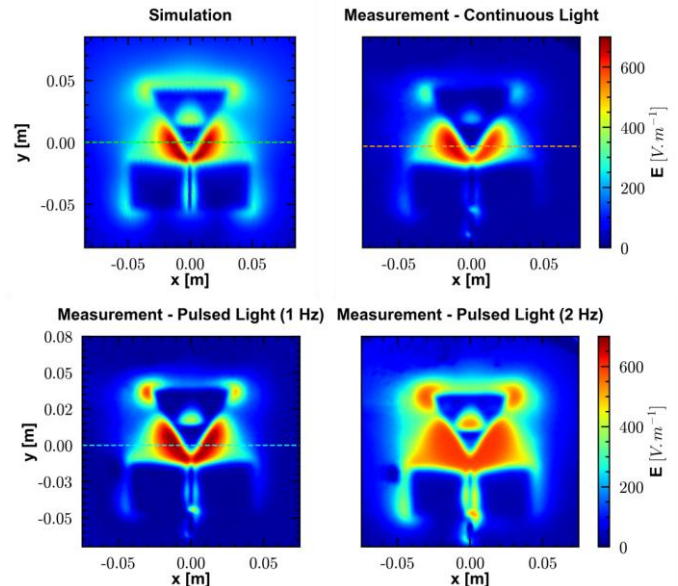 Simulation
Measurement - Continuous Light
0.05
0.00
-0.05
y [m]
-0.05
0.00
0.05
x [m]
-0.05
0.00
0.05
x [m]
600
400
200
0
E [V.m⁻¹]
Measurement - Pulsed Light (1 Hz)
Measurement - Pulsed Light (2 Hz)
0.08
0.05
0.02
0.00
-0.03
-0.05
y [m]
-0.05
0.00
0.05
x [m]
-0.05
0.00
0.05
x [m]
600
400
200
0
E [V.m⁻¹]